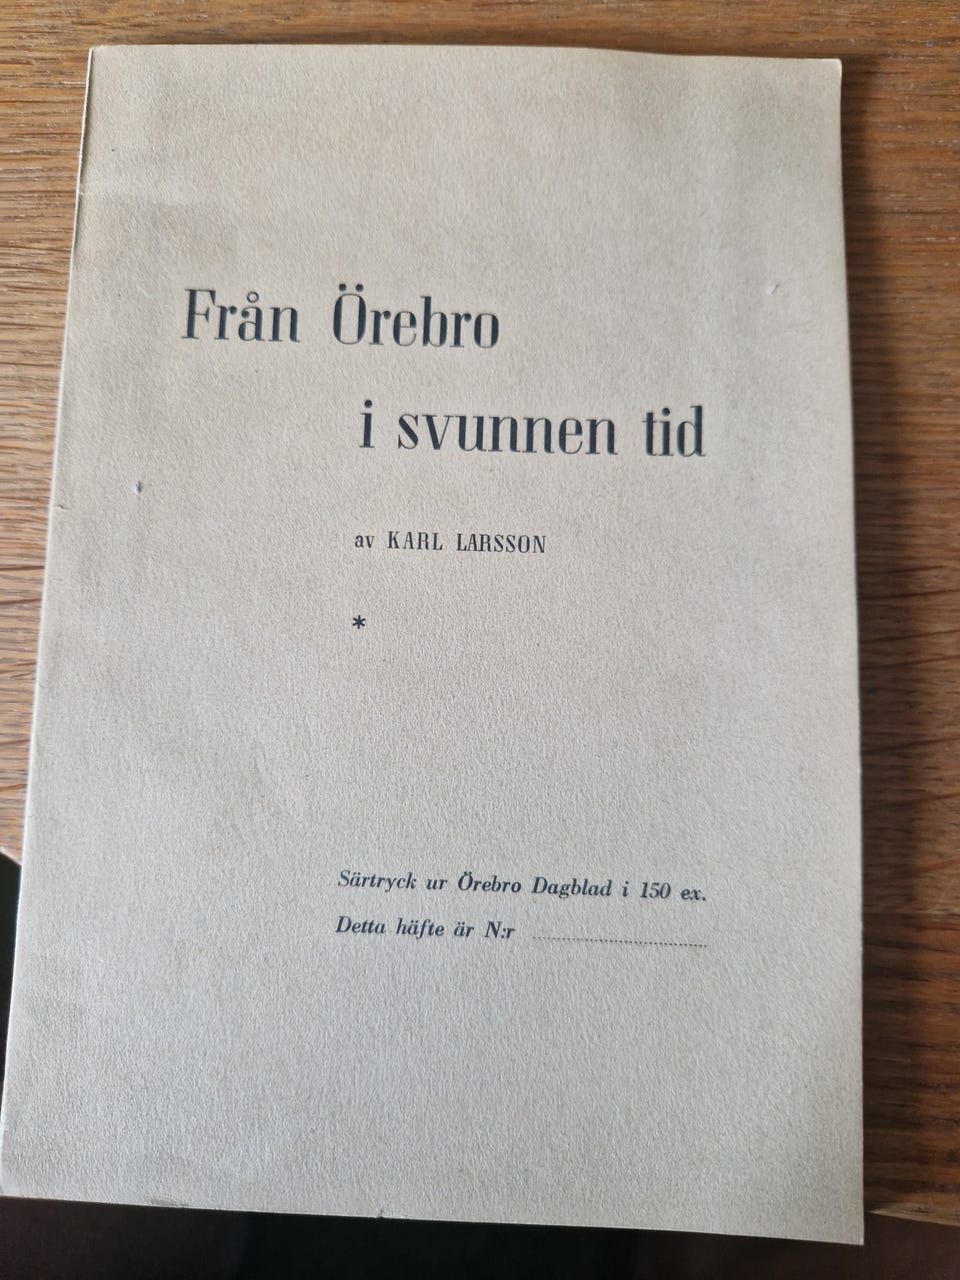 Från Örebro
i svunnen tid
av KARL LARSSON
*
Särtryck ur Örebro Dagblad i 150 ex.
Detta häfte är N:r ........................................